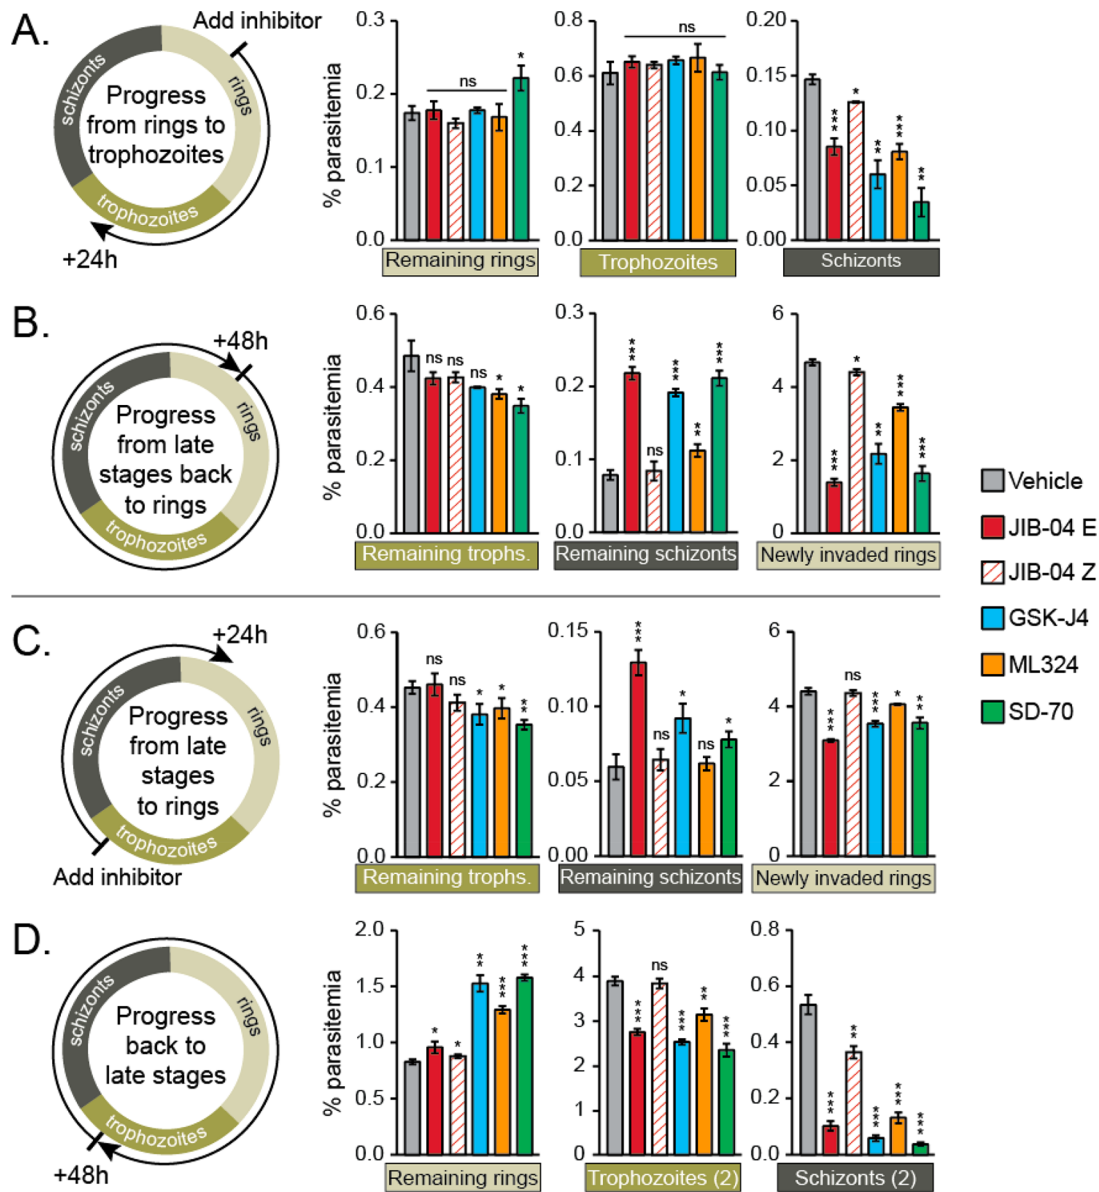 A.
Add inhibitor
schizonts
rings
trophozoites
Progress
from rings to
trophozoites
+24h
% parasitemia
0.3
0.2
0.1
0.0
ns
*
Remaining rings
0.8
0.6
0.4
0.2
0.0
ns
Trophozoites
0.20
0.15
0.10
0.05
0.00
*** * ** *** **
Schizonts
B.
+48h
schizonts
rings
trophozoites
Progress
from late
stages back
to rings
% parasitemia
0.6
0.4
0.2
0.0
ns ns ns * *
Remaining trophs.
0.3
0.2
0.1
0.0
*** ns *** ** ***
Remaining schizonts
6
4
2
0
*** * ** *** ***
Newly invaded rings
Vehicle
JIB-04 E
JIB-04 Z
GSK-J4
ML324
SD-70
C.
+24h
schizonts
rings
trophozoites
Progress
from late
stages
to rings
Add inhibitor
% parasitemia
0.6
0.4
0.2
0.0
ns ns * * **
Remaining trophs.
0.15
0.10
0.05
0.00
*** ns * ns *
Remaining schizonts
6
4
2
0
*** ns *** * **
Newly invaded rings
D.
schizonts
rings
trophozoites
Progress
back to
late stages
+48h
% parasitemia
2.0
1.5
1.0
0.5
0.0
* * ** *** ***
Remaining rings
5
4
3
2
1
0
*** ns *** ** ***
Trophozoites (2)
0.8
0.6
0.4
0.2
0.0
*** ** *** *** ***
Schizonts (2)